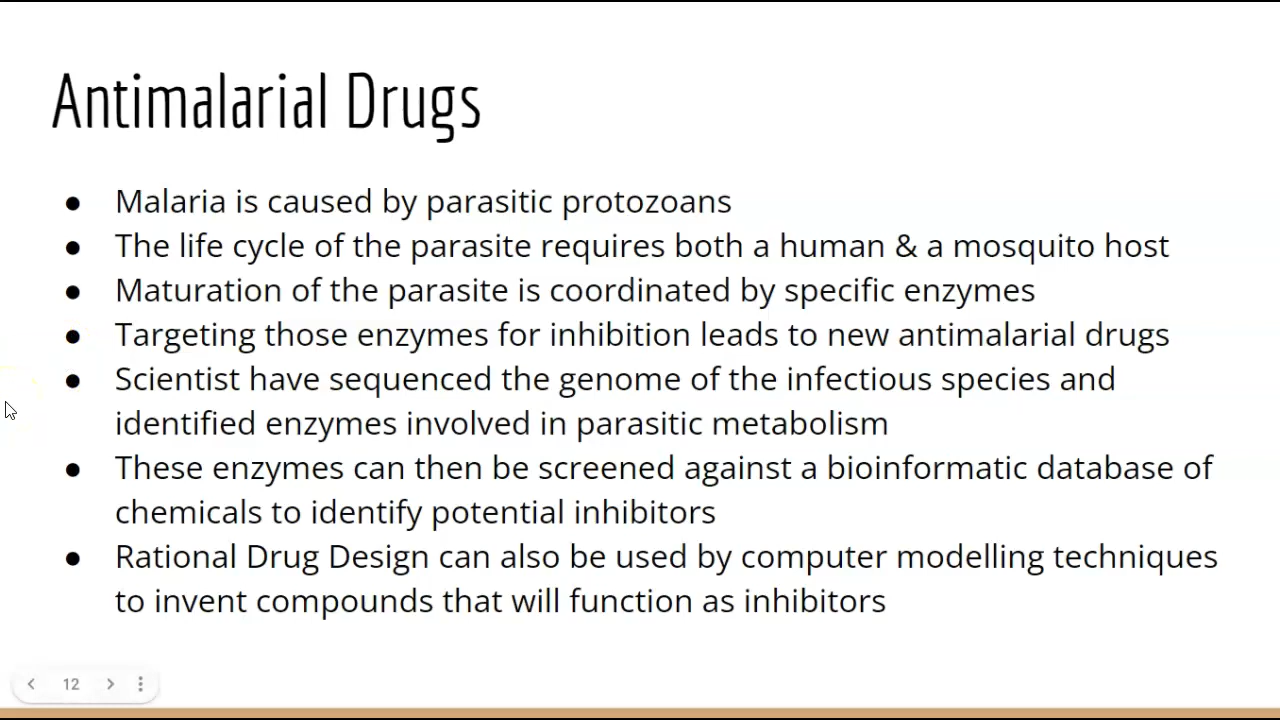 Antimalarial Drugs
● Malaria is caused by parasitic protozoans
● The life cycle of the parasite requires both a human & a mosquito host
● Maturation of the parasite is coordinated by specific enzymes
● Targeting those enzymes for inhibition leads to new antimalarial drugs
● Scientist have sequenced the genome of the infectious species and
identified enzymes involved in parasitic metabolism
● These enzymes can then be screened against a bioinformatic database of
chemicals to identify potential inhibitors
● Rational Drug Design can also be used by computer modelling techniques
to invent compounds that will function as inhibitors
12